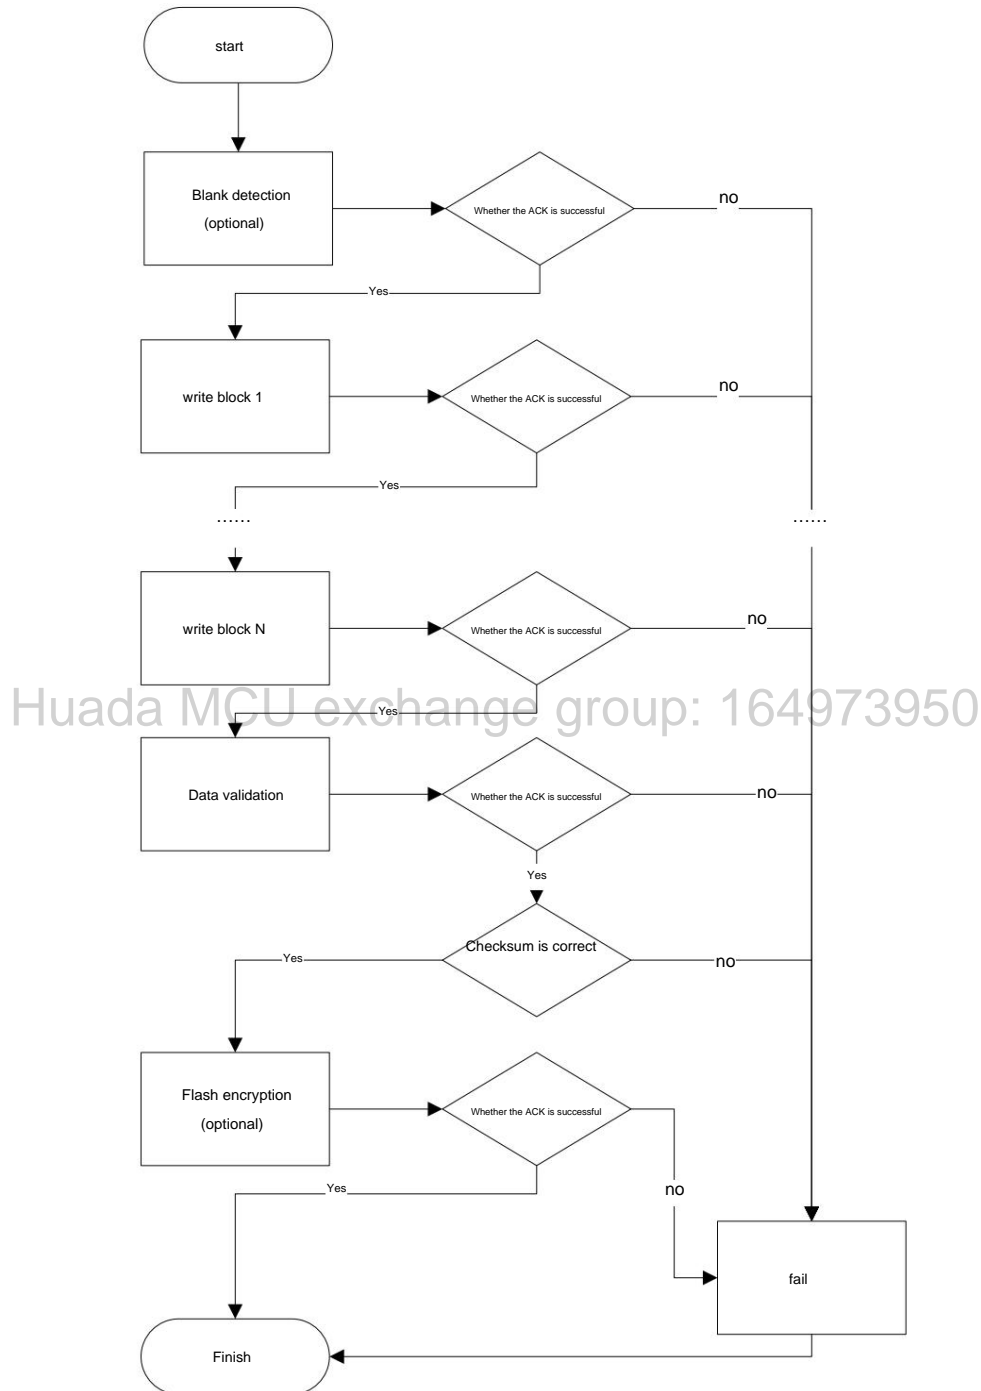 start
Blank detection
(optional)
Whether the ACK is successful
no
Yes
write block 1
Whether the ACK is successful
no
Yes
......
......
write block N
Whether the ACK is successful
no
Huada MCU exchange group: 164973950
Yes
Data validation
Whether the ACK is successful
no
Yes
Checksum is correct
Yes
no
Flash encryption
(optional)
Whether the ACK is successful
Yes
no
fail
Finish